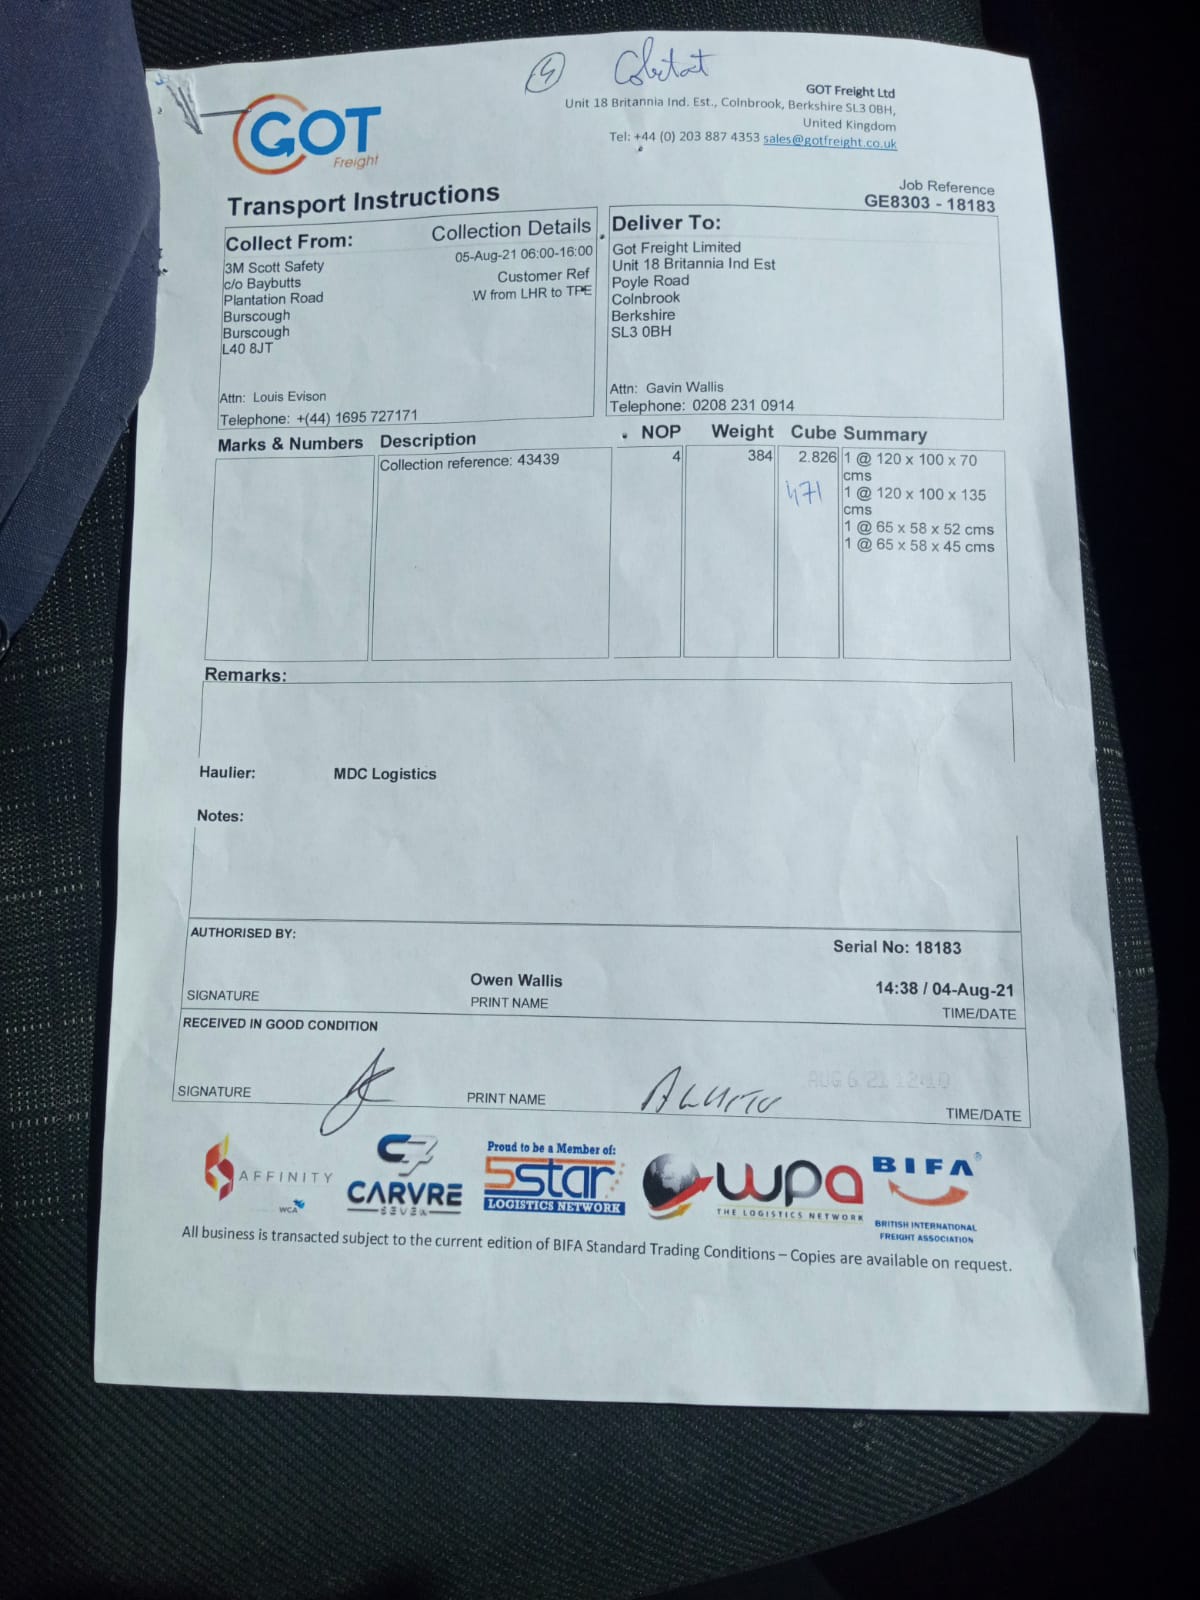 4
GOT
Freight
GOT Freight Ltd
Unit 18 Britannia Ind. Est., Colnbrook, Berkshire SL3 0BH,
United Kingdom
Tel: +44 (0) 203 887 4353 sales@gotfreight.co.uk
Job Reference
GE8303 - 18183
Transport Instructions
Collect From:
3M Scott Safety
c/o Baybutts
Plantation Road
Burscough
Burscough
L40 8JT
Attn: Louis Evison
Telephone: +(44) 1695 727171
Collection Details
05-Aug-21 06:00-16:00
Customer Ref
W from LHR to TPE
Deliver To:
Got Freight Limited
Unit 18 Britannia Ind Est
Poyle Road
Colnbrook
Berkshire
SL3 0BH
Attn: Gavin Wallis
Telephone: 0208 231 0914
Marks & Numbers Description NOP Weight Cube Summary
Collection reference: 43439 4 384 2.826 1 @ 120 x 100 x 70
cms
471 1 @ 120 x 100 x 135
cms
1 @ 65 x 58 x 52 cms
1 @ 65 x 58 x 45 cms
Remarks:
Haulier: MDC Logistics
Notes:
AUTHORISED BY:
Serial No: 18183
Owen Wallis 14:38 / 04-Aug-21
SIGNATURE PRINT NAME TIME/DATE
RECEIVED IN GOOD CONDITION
AUG 6 21 12:10
SIGNATURE PRINT NAME TIME/DATE
AFFINITY
WCA
C7
CARVRE
SEVEN
Proud to be a Member of:
5star
LOGISTICS NETWORK
wpa
THE LOGISTICS NETWORK
BIFA®
BRITISH INTERNATIONAL
FREIGHT ASSOCIATION
All business is transacted subject to the current edition of BIFA Standard Trading Conditions – Copies are available on request.